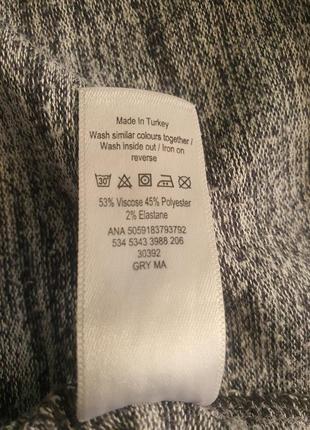 Made In Turkey
Wash similar colours together /
Wash inside out / Iron on
reverse
30
53% Viscose 45% Polyester
2% Elastane
ANA 5059183793792
534 5343 3988 206
30392
GRY MA